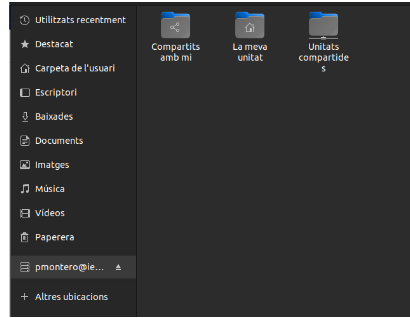 Utilitzats recentment
Destacat
Carpeta de l'usuari
Escriptori
Baixades
Documents
Imatges
Música
Vídeos
Paperera
pmontero@ie...
Altres ubicacions
Compartits
amb mi
La meva
unitat
Unitats
compartide
s